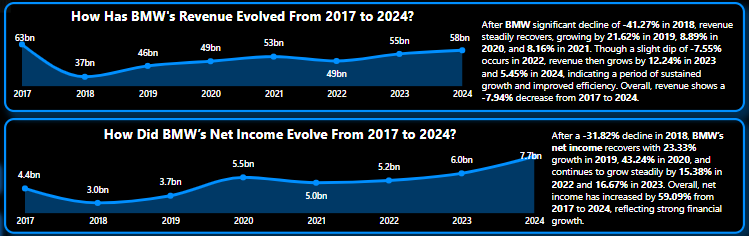 How Has BMW's Revenue Evolved From 2017 to 2024?
63bn
37bn
46bn
49bn
53bn
49bn
55bn
58bn
2017 2018 2019 2020 2021 2022 2023 2024
After BMW significant decline of -41.27% in 2018, revenue
steadily recovers, growing by 21.62% in 2019, 8.89% in
2020, and 8.16% in 2021. Though a slight dip of -7.55%
occurs in 2022, revenue then grows by 12.24% in 2023
and 5.45% in 2024, indicating a period of sustained
growth and improved efficiency. Overall, revenue shows a
-7.94% decrease from 2017 to 2024.
How Did BMW's Net Income Evolve From 2017 to 2024?
4.4bn
3.0bn
3.7bn
5.5bn
5.0bn
5.2bn
6.0bn
7.7bn
2017 2018 2019 2020 2021 2022 2023 2024
After a -31.82% decline in 2018, BMW's
net income recovers with 23.33%
growth in 2019, 43.24% in 2020, and
continues to grow steadily by 15.38% in
2022 and 16.67% in 2023. Overall, net
income has increased by 59.09% from
2017 to 2024, reflecting strong financial
growth.